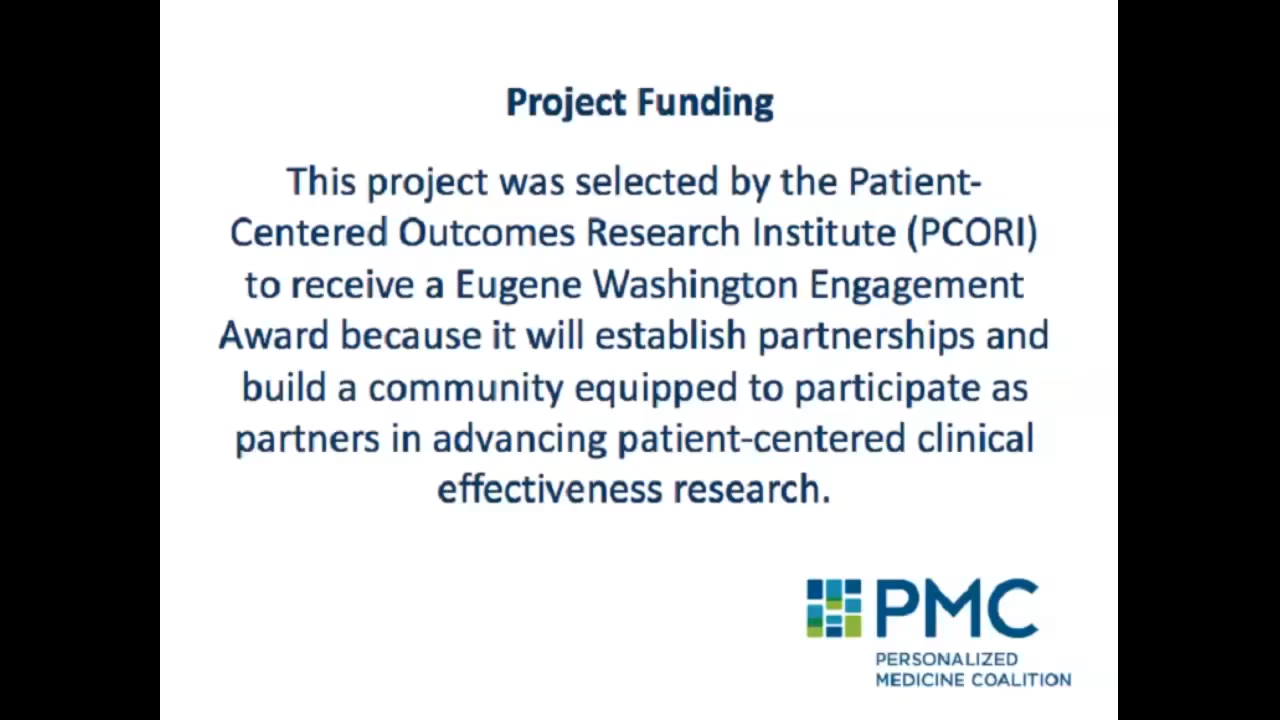 Project Funding
This project was selected by the Patient-
Centered Outcomes Research Institute (PCORI)
to receive a Eugene Washington Engagement
Award because it will establish partnerships and
build a community equipped to participate as
partners in advancing patient-centered clinical
effectiveness research.
PMC
PERSONALIZED
MEDICINE COALITION